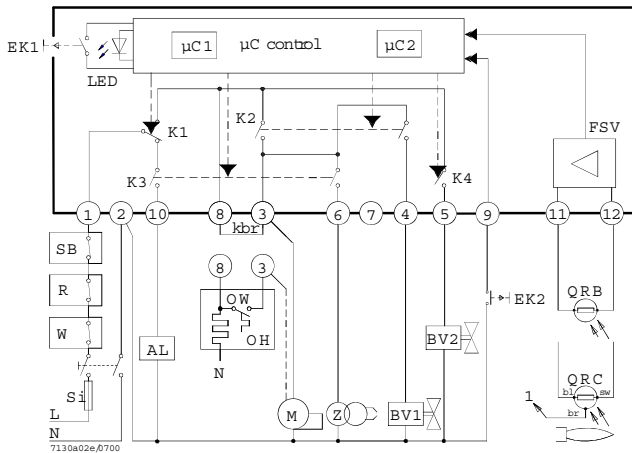 EK1
LED
µC1
µC control
µC2
FSV
K1
K2
K3
K4
1
2
10
8
3
6
7
4
5
9
11
12
kbr
SB
R
W
Si
L
N
7130a02e/0700
8
3
OW
OH
N
AL
M
Z
BV1
BV2
EK2
QRB
QRC
bl
sw
br
1